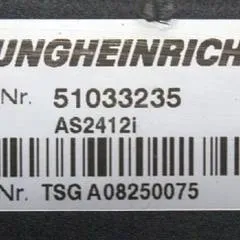 UNGHEINRICH
Nr. 51033235
AS2412i
Nr. TSG A08250075